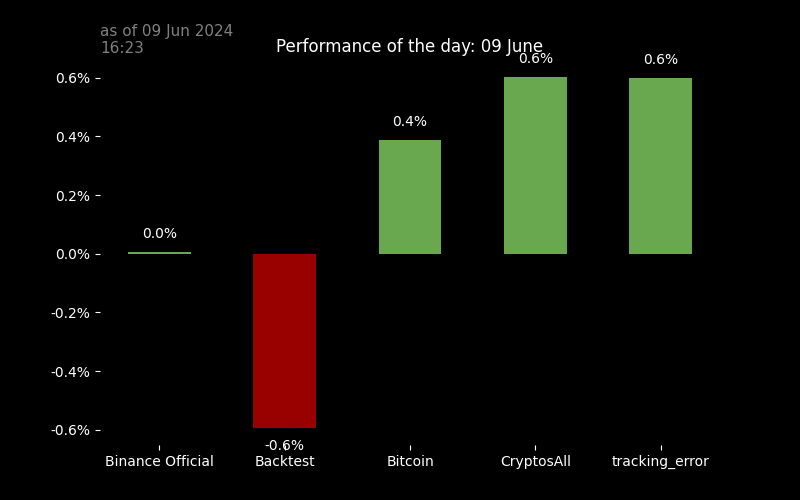 as of 09 Jun 2024
16:23
Performance of the day: 09 June
0.6%
0.6%
0.6%
0.4%
0.4%
0.2%
0.0%
0.0%
-0.2%
-0.4%
-0.6%
-0.6%
Binance Official
Backtest
Bitcoin
CryptosAll
tracking_error